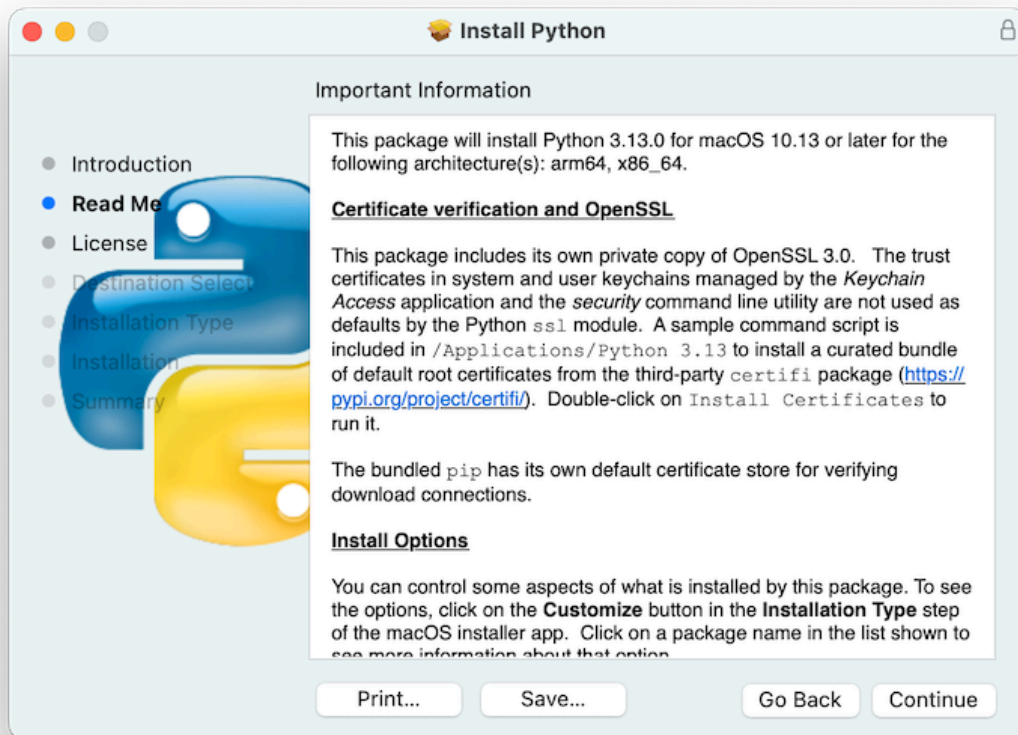 Install Python
Important Information
Introduction
Read Me
License
Destination Select
Installation Type
Installation
Summary
This package will install Python 3.13.0 for macOS 10.13 or later for the
following architecture(s): arm64, x86_64.
Certificate verification and OpenSSL
This package includes its own private copy of OpenSSL 3.0.   The trust
certificates in system and user keychains managed by the Keychain
Access application and the security command line utility are not used as
defaults by the Python ssl module.  A sample command script is
included in /Applications/Python 3.13 to install a curated bundle
of default root certificates from the third-party certifi package (https://
pypi.org/project/certifi/).  Double-click on Install Certificates to
run it.
The bundled pip has its own default certificate store for verifying
download connections.
Install Options
You can control some aspects of what is installed by this package. To see
the options, click on the Customize button in the Installation Type step
of the macOS installer app.  Click on a package name in the list shown to
see more information about that option
Print...
Save...
Go Back
Continue